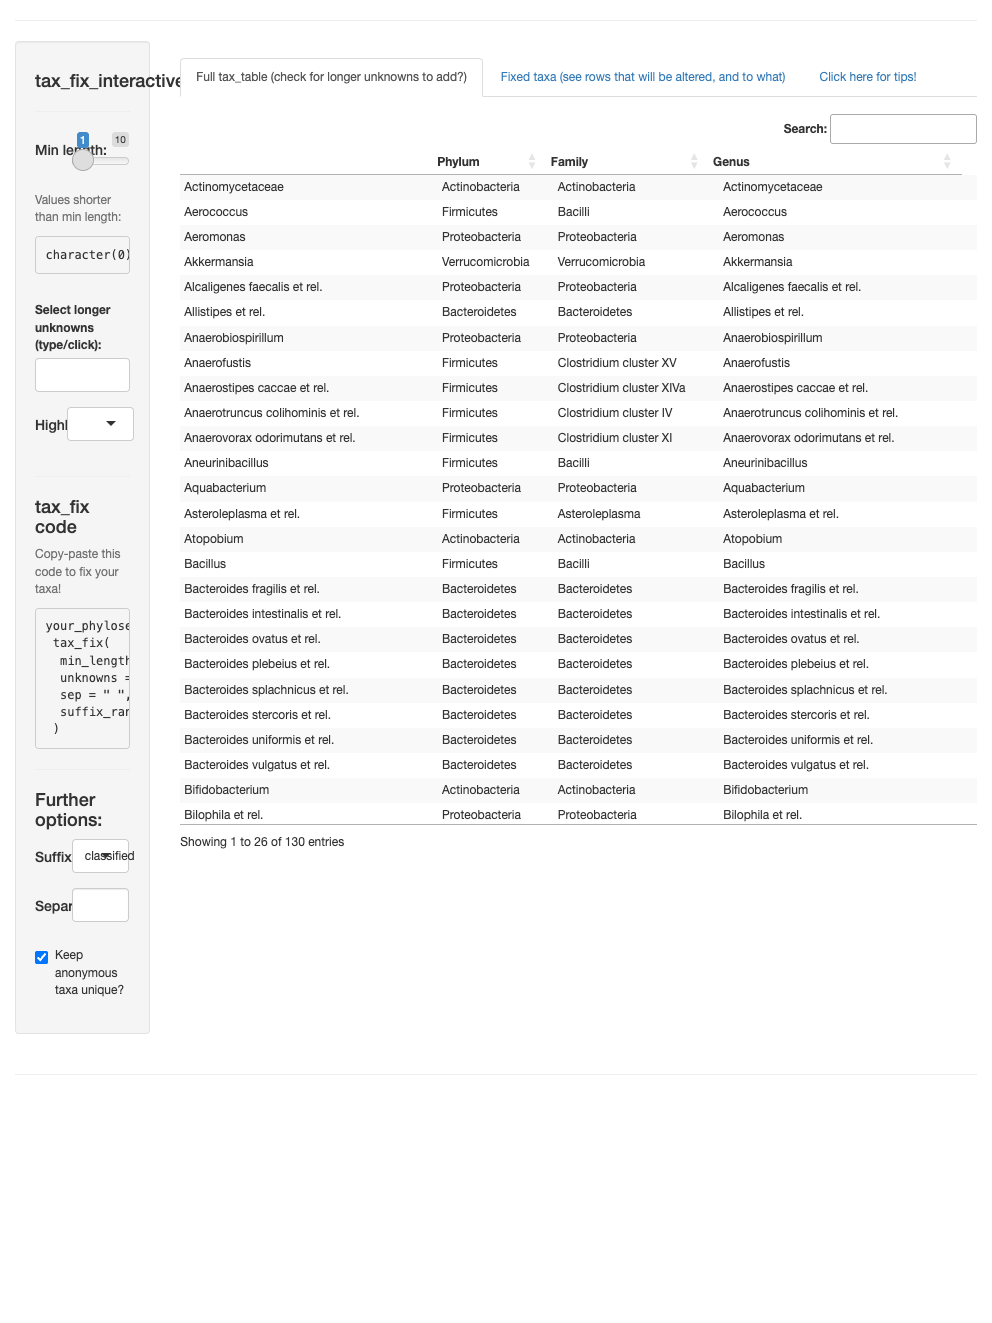 tax_fix_interactive
Min length:
1
10
Values shorter
than min length:
character(0)
Select longer
unknowns
(type/click):
Highl
tax_fix
code
Copy-paste this
code to fix your
taxa!
your_phylose
tax_fix(
min_length
unknowns =
sep = " ",
suffix_ran
)
Further
options:
Suffix
classified
Separ
Keep
anonymous
taxa unique?
Full tax_table (check for longer unknowns to add?)
Fixed taxa (see rows that will be altered, and to what)
Click here for tips!
Search:
Phylum Family Genus
Actinomycetaceae Actinobacteria Actinobacteria Actinomycetaceae
Aerococcus Firmicutes Bacilli Aerococcus
Aeromonas Proteobacteria Proteobacteria Aeromonas
Akkermansia Verrucomicrobia Verrucomicrobia Akkermansia
Alcaligenes faecalis et rel. Proteobacteria Proteobacteria Alcaligenes faecalis et rel.
Allistipes et rel. Bacteroidetes Bacteroidetes Allistipes et rel.
Anaerobiospirillum Proteobacteria Proteobacteria Anaerobiospirillum
Anaerofustis Firmicutes Clostridium cluster XV Anaerofustis
Anaerostipes caccae et rel. Firmicutes Clostridium cluster XIVa Anaerostipes caccae et rel.
Anaerotruncus colihominis et rel. Firmicutes Clostridium cluster IV Anaerotruncus colihominis et rel.
Anaerovorax odorimutans et rel. Firmicutes Clostridium cluster XI Anaerovorax odorimutans et rel.
Aneurinibacillus Firmicutes Bacilli Aneurinibacillus
Aquabacterium Proteobacteria Proteobacteria Aquabacterium
Asteroleplasma et rel. Firmicutes Asteroleplasma Asteroleplasma et rel.
Atopobium Actinobacteria Actinobacteria Atopobium
Bacillus Firmicutes Bacilli Bacillus
Bacteroides fragilis et rel. Bacteroidetes Bacteroidetes Bacteroides fragilis et rel.
Bacteroides intestinalis et rel. Bacteroidetes Bacteroidetes Bacteroides intestinalis et rel.
Bacteroides ovatus et rel. Bacteroidetes Bacteroidetes Bacteroides ovatus et rel.
Bacteroides plebeius et rel. Bacteroidetes Bacteroidetes Bacteroides plebeius et rel.
Bacteroides splachnicus et rel. Bacteroidetes Bacteroidetes Bacteroides splachnicus et rel.
Bacteroides stercoris et rel. Bacteroidetes Bacteroidetes Bacteroides stercoris et rel.
Bacteroides uniformis et rel. Bacteroidetes Bacteroidetes Bacteroides uniformis et rel.
Bacteroides vulgatus et rel. Bacteroidetes Bacteroidetes Bacteroides vulgatus et rel.
Bifidobacterium Actinobacteria Actinobacteria Bifidobacterium
Bilophila et rel. Proteobacteria Proteobacteria Bilophila et rel.
Showing 1 to 26 of 130 entries